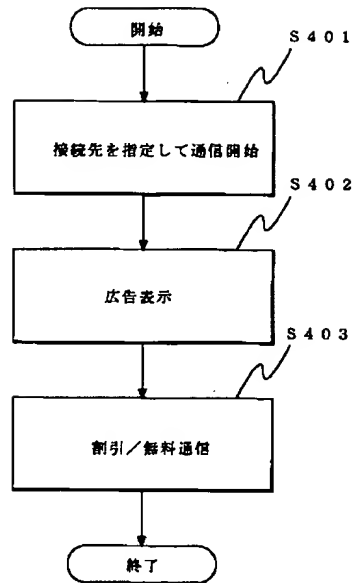 開始
S401
接続先を指定して通信開始
S402
広告表示
S403
割引／無料通信
終了